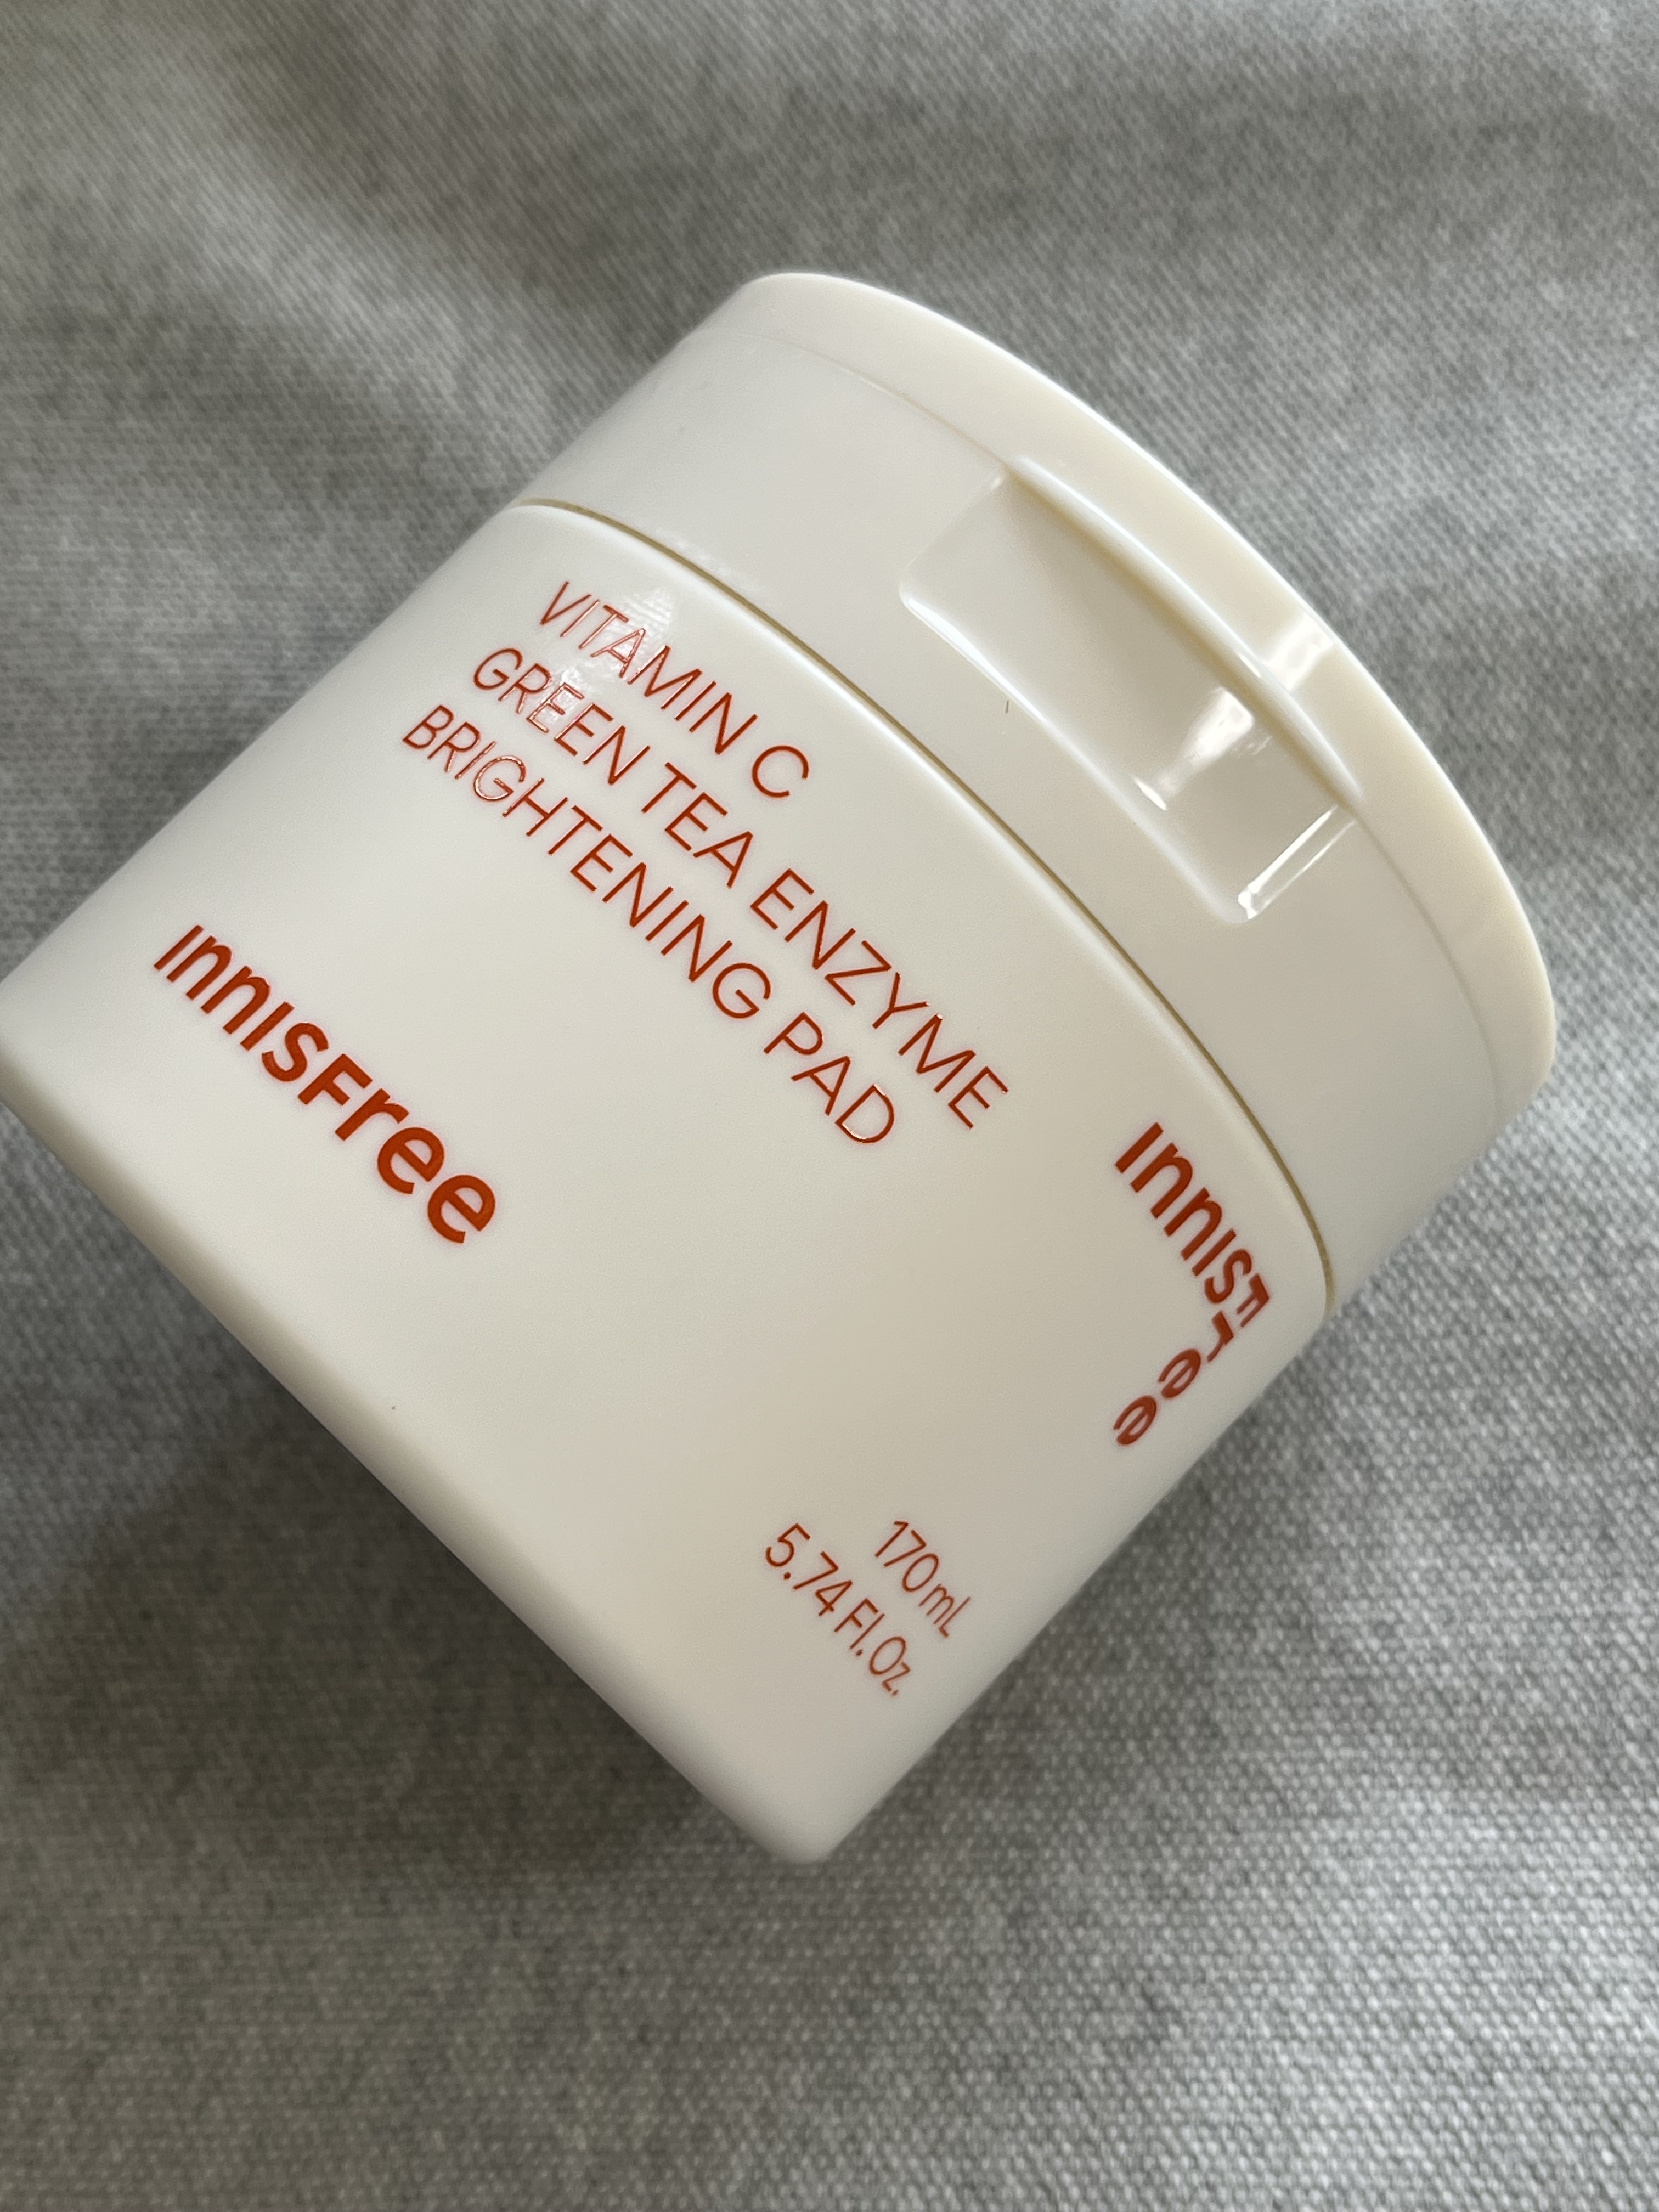 VITAMIN C
GREEN TEA ENZYME
BRIGHTENING PAD
INNISFree
INNISFree
170mL
5.74 Fl.Oz.